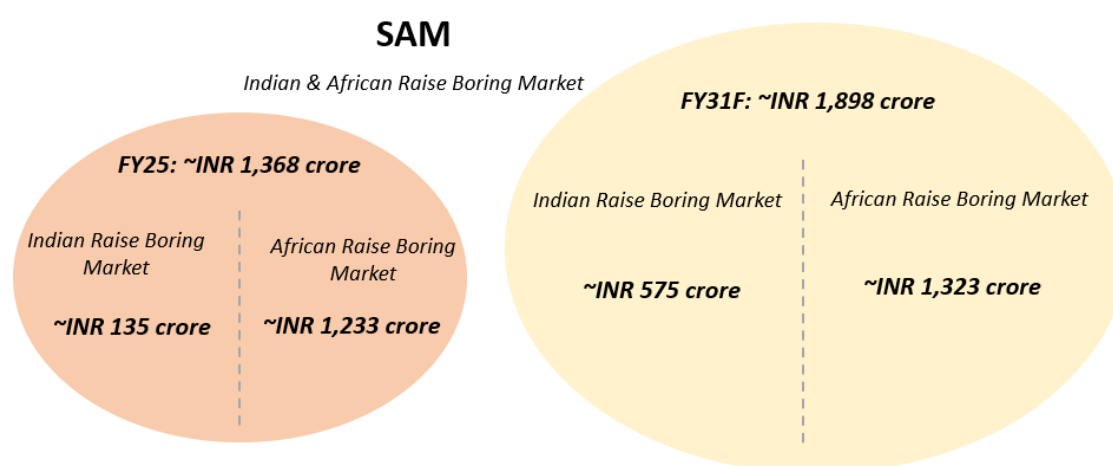 SAM
Indian & African Raise Boring Market
FY25: ~INR 1,368 crore
Indian Raise Boring
Market
~INR 135 crore
African Raise Boring
Market
~INR 1,233 crore
FY31F: ~INR 1,898 crore
Indian Raise Boring Market
~INR 575 crore
African Raise Boring Market
~INR 1,323 crore